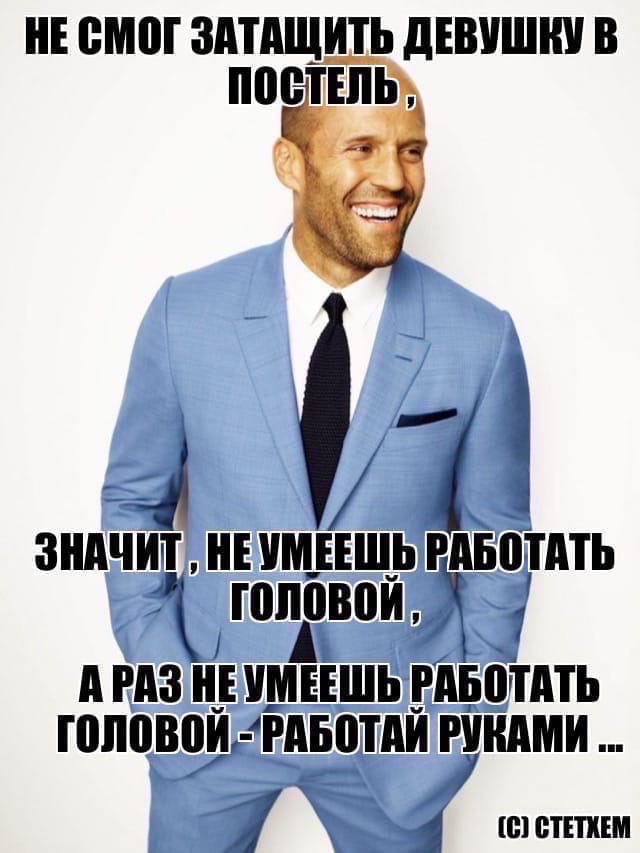 НЕ СМОГ ЗАТАЩИТЬ ДЕВУШКУ В
ПОСТЕЛЬ ,
ЗНАЧИТ , НЕ УМЕЕШЬ РАБОТАТЬ
ГОЛОВОЙ ,
А РАЗ НЕ УМЕЕШЬ РАБОТАТЬ
ГОЛОВОЙ - РАБОТАЙ РУКАМИ ...
(С) СТЕТХЕМ